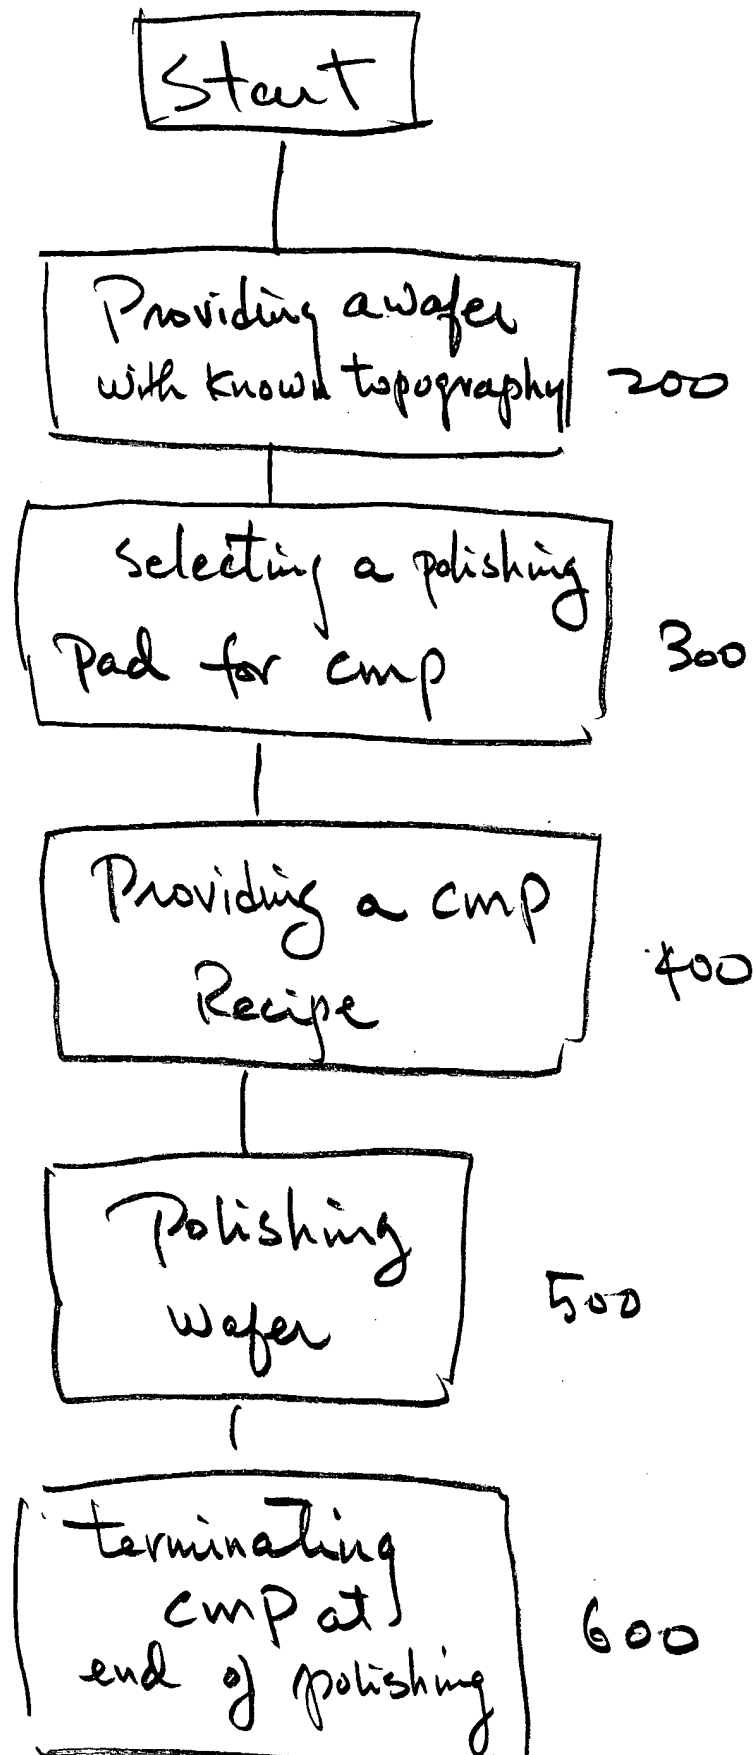 Start
Providing a wafer
with known topography
200
selecting a polishing
Pad for cmp
300
Providing a cmp
Recipe
400
Polishing
wafer
500
terminating
cmp at
end of polishing
600